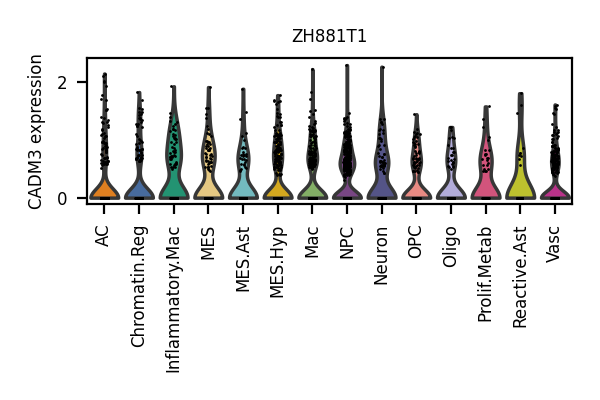 ZH881T1
CADM3 expression
2
0
AC
Chromatin.Reg
Inflammatory.Mac
MES
MES.Ast
MES.Hyp
Mac
NPC
Neuron
OPC
Oligo
Prolif.Metab
Reactive.Ast
Vasc